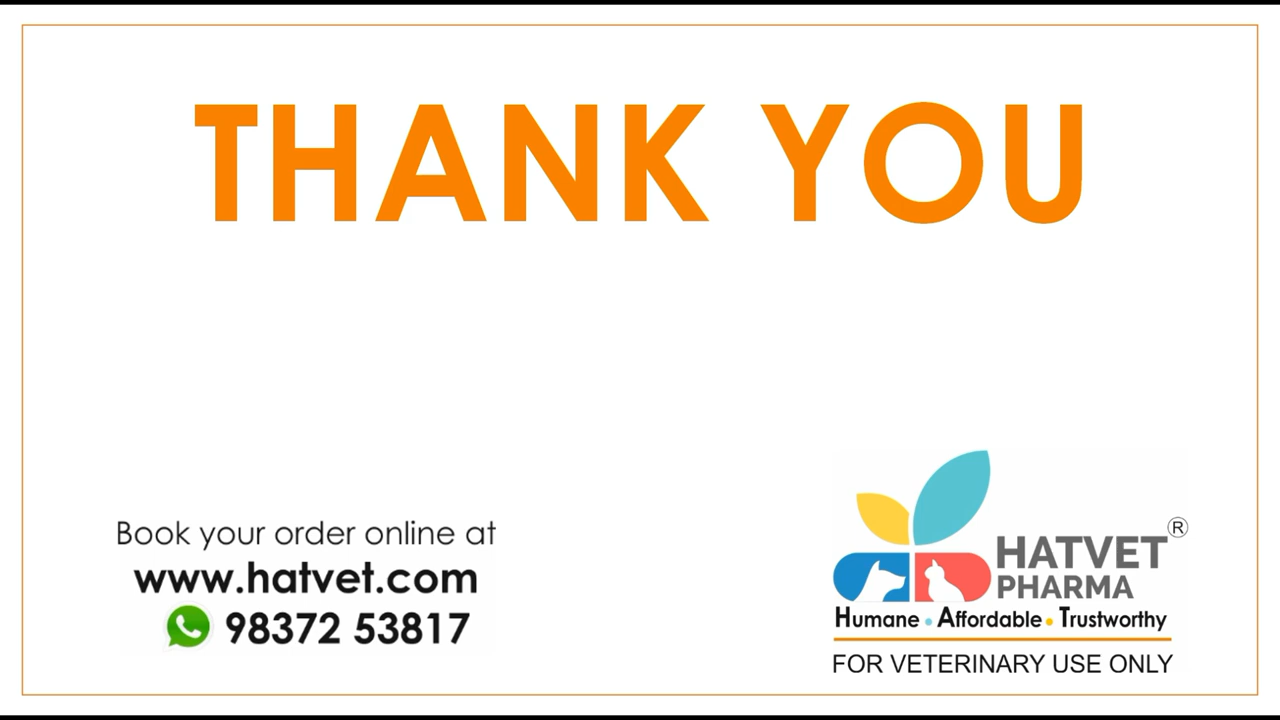 THANK YOU
Book your order online at
www.hatvet.com
98372 53817
HATVET®
PHARMA
Humane • Affordable • Trustworthy
FOR VETERINARY USE ONLY